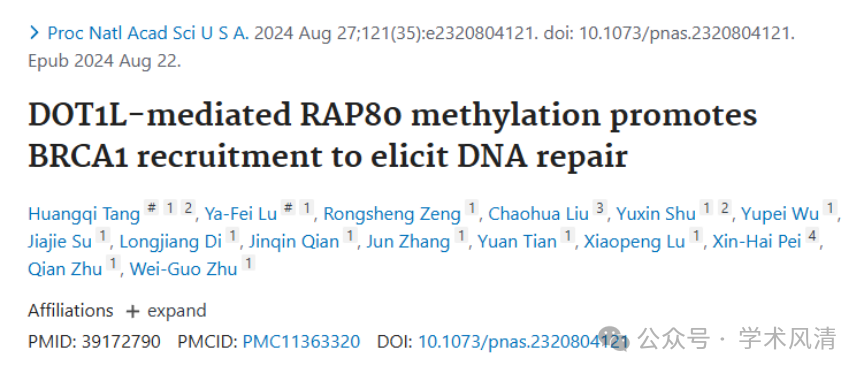 > Proc Natl Acad Sci U S A. 2024 Aug 27;121(35):e2320804121. doi: 10.1073/pnas.2320804121.
Epub 2024 Aug 22.
DOT1L-mediated RAP80 methylation promotes
BRCA1 recruitment to elicit DNA repair
Huangqi Tang # 1 2, Ya-Fei Lu # 1, Rongsheng Zeng 1, Chaohua Liu 3, Yuxin Shu 1 2, Yupei Wu 1,
Jiajie Su 1, Longjiang Di 1, Jinqin Qian 1, Jun Zhang 1, Yuan Tian 1, Xiaopeng Lu 1, Xin-Hai Pei 4,
Qian Zhu 1, Wei-Guo Zhu 1
Affiliations + expand
PMID: 39172790 PMCID: PMC11363320 DOI: 10.1073/pnas.2320804121
公众号 · 学术风清